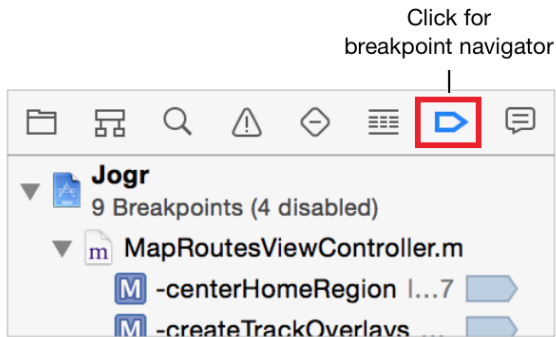 Click for
breakpoint navigator
Jogr
9 Breakpoints (4 disabled)
m MapRoutesViewController.m
M -centerHomeRegion l...7
M -createTrackOverlays ...